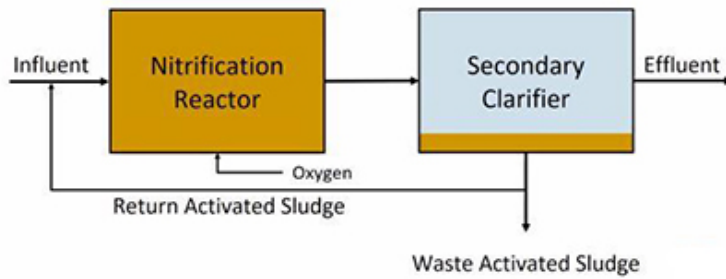 Influent
Nitrification
Reactor
Secondary
Clarifier
Effluent
Oxygen
Return Activated Sludge
Waste Activated Sludge